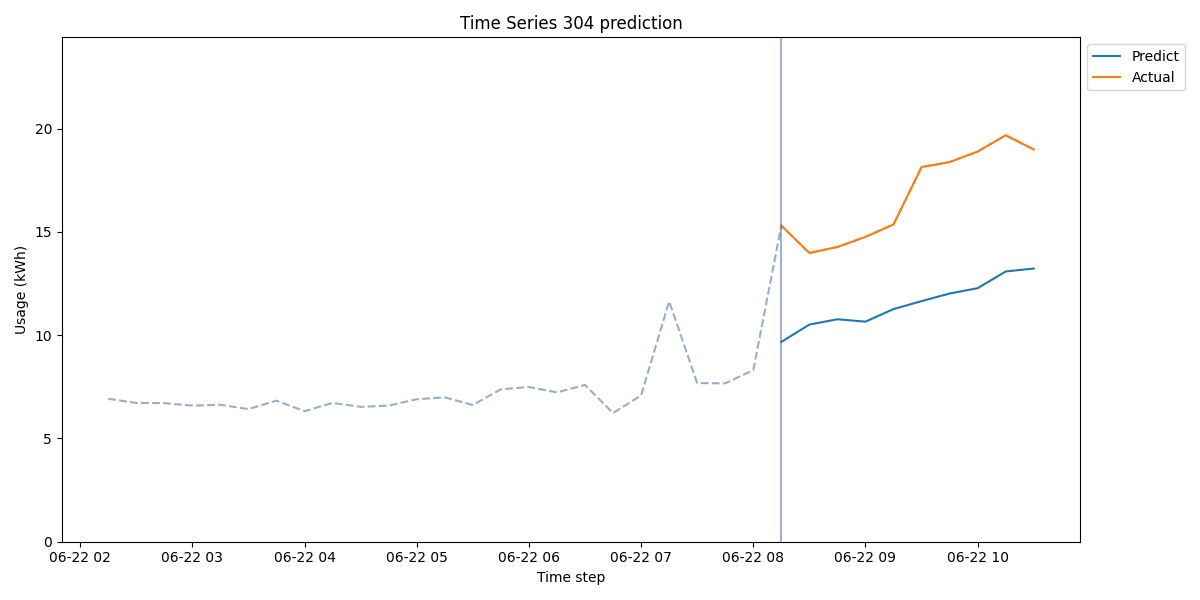 Time Series 304 prediction
Predict
Actual
Usage (kWh)
20
15
10
5
0
06-22 02
06-22 03
06-22 04
06-22 05
06-22 06
06-22 07
06-22 08
06-22 09
06-22 10
Time step